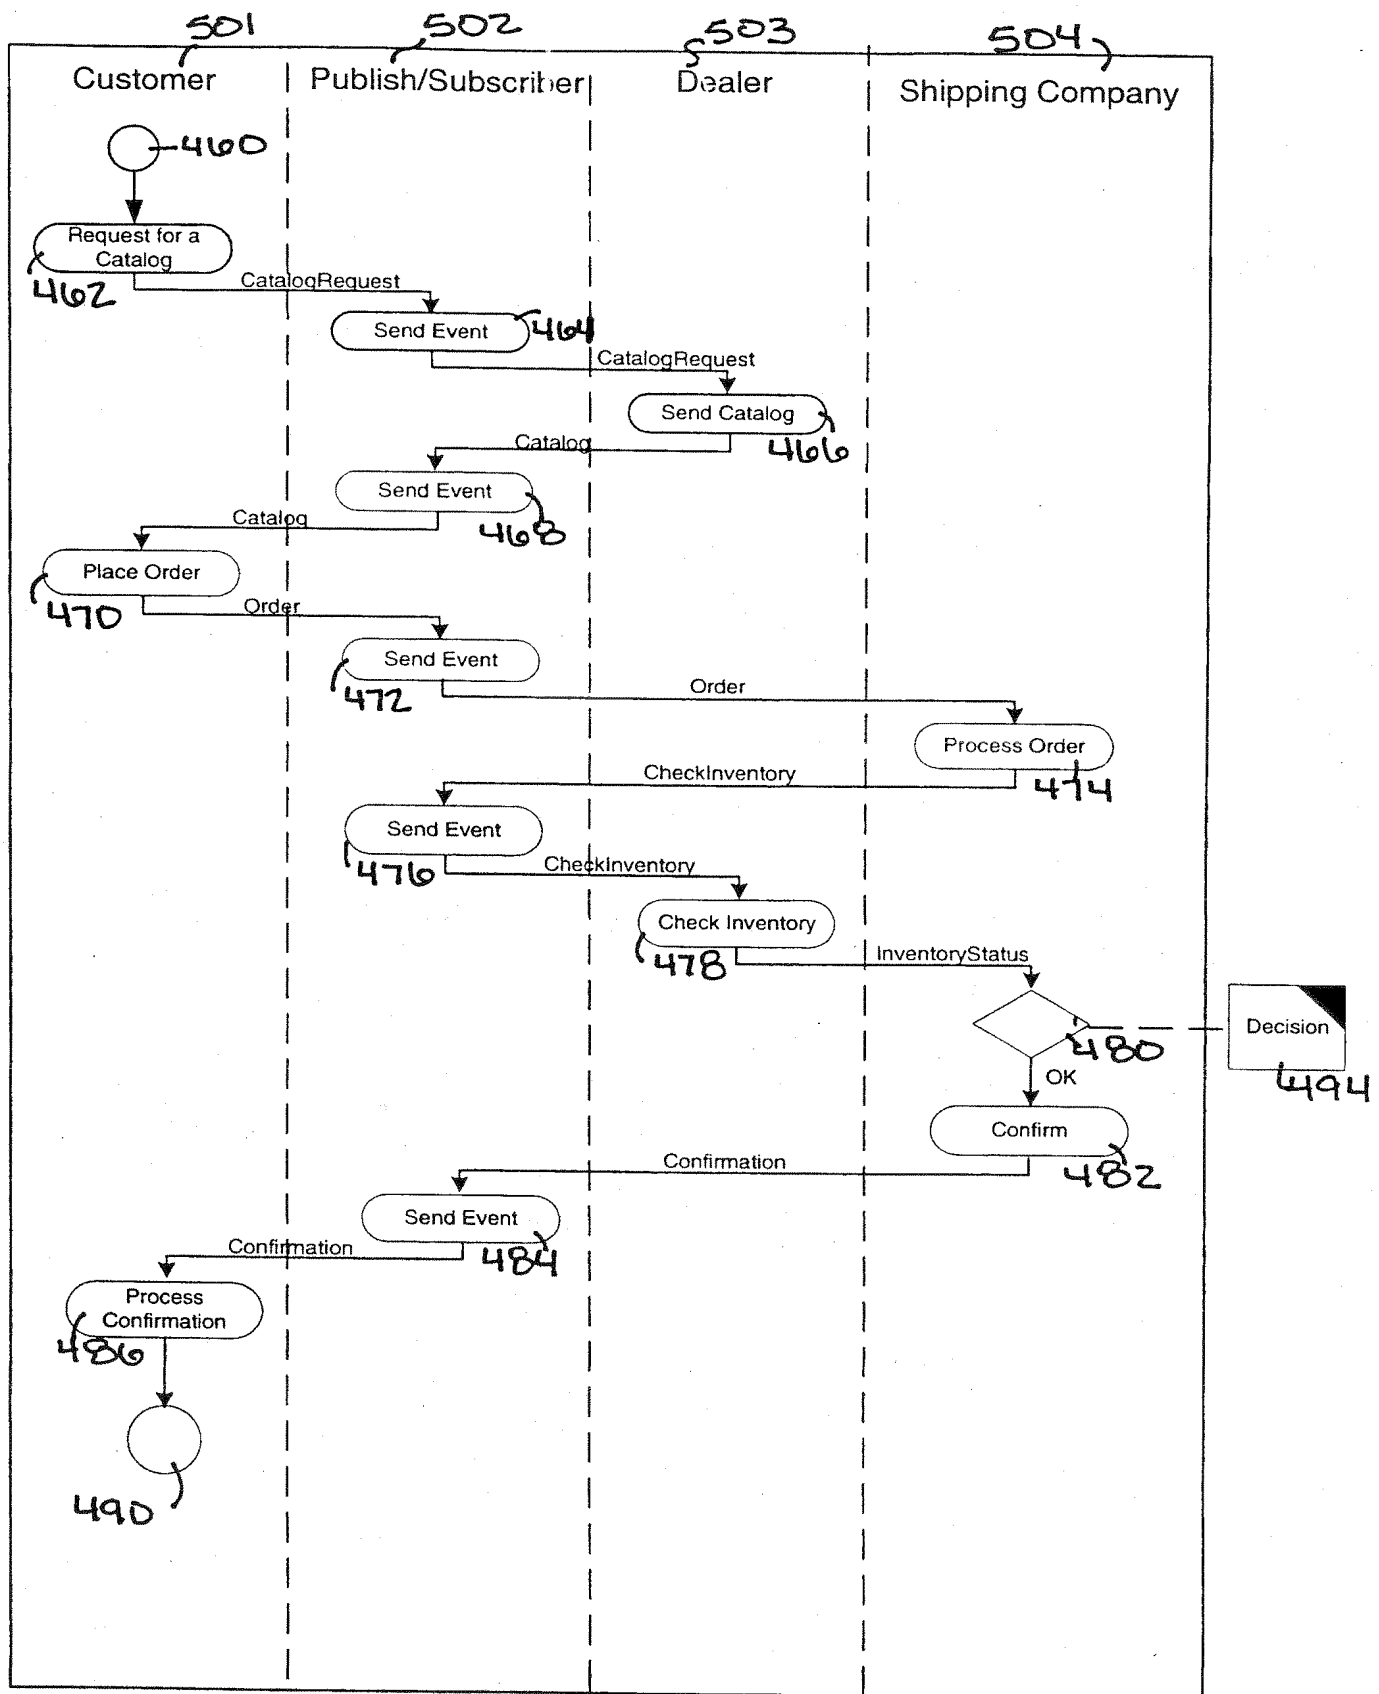 501
502
503
504
Customer
Publish/Subscriber
Dealer
Shipping Company
460
Request for a
Catalog
462
CatalogRequest
Send Event
464
CatalogRequest
Send Catalog
466
Catalog
Send Event
468
Catalog
Place Order
470
Order
Send Event
472
Order
Process Order
474
CheckInventory
Send Event
476
CheckInventory
Check Inventory
478
InventoryStatus
480
Decision
494
OK
Confirm
482
Confirmation
Send Event
484
Confirmation
Process
Confirmation
486
490